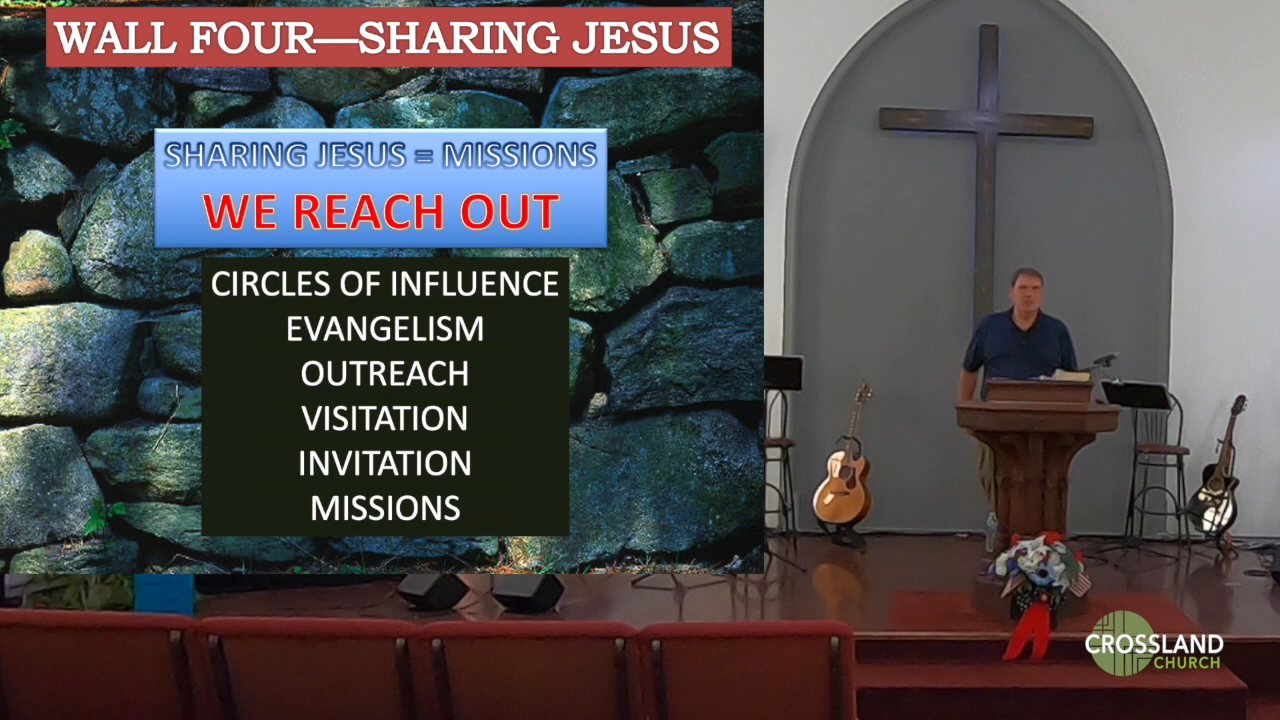 WALL FOUR—SHARING JESUS
SHARING JESUS = MISSIONS
WE REACH OUT
CIRCLES OF INFLUENCE
EVANGELISM
OUTREACH
VISITATION
INVITATION
MISSIONS
CROSSLAND
CHURCH